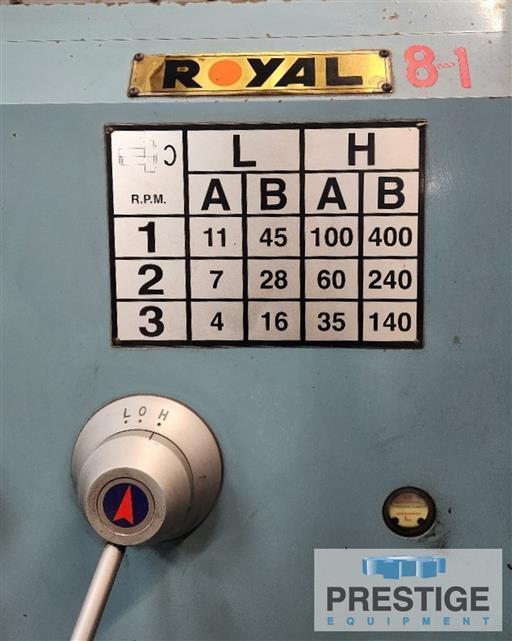 ROYAL 8-1
L H
R.P.M. A B A B
1 11 45 100 400
2 7 28 60 240
3 4 16 35 140
L O H
PRESTIGE
EQUIPMENT